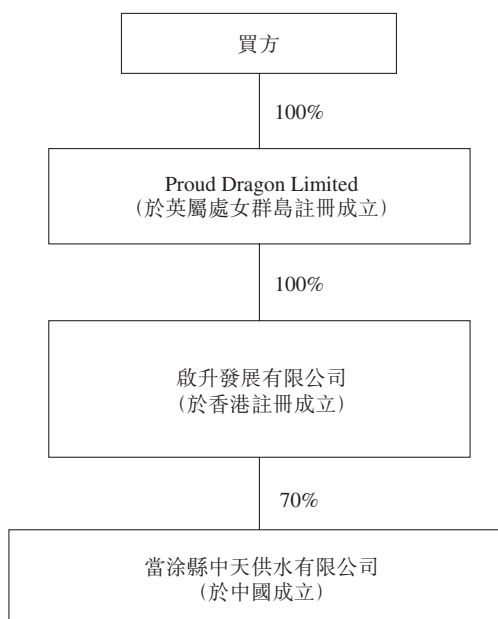 買方
100%
Proud Dragon Limited
（於英屬處女群島註冊成立）
100%
啟升發展有限公司
（於香港註冊成立）
70%
當涂縣中天供水有限公司
（於中國成立）